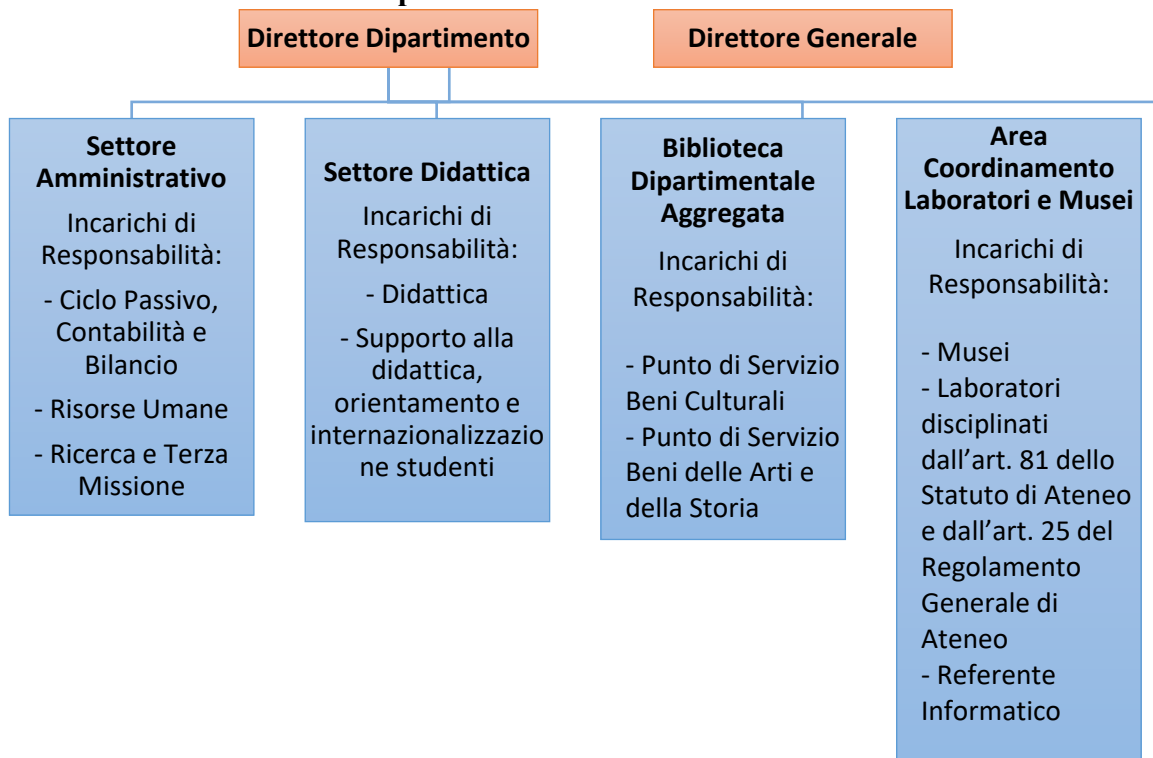 Direttore Dipartimento
Direttore Generale
Settore
Amministrativo
Incarichi di
Responsabilità:
- Ciclo Passivo,
Contabilità e
Bilancio
- Risorse Umane
- Ricerca e Terza
Missione
Settore Didattica
Incarichi di
Responsabilità:
- Didattica
- Supporto alla
didattica,
orientamento e
internazionalizzazio
ne studenti
Biblioteca
Dipartimentale
Aggregata
Incarichi di
Responsabilità:
- Punto di Servizio
Beni Culturali
- Punto di Servizio
Beni delle Arti e
della Storia
Area
Coordinamento
Laboratori e Musei
Incarichi di
Responsabilità:
- Musei
- Laboratori
disciplinati
dall’art. 81 dello
Statuto di Ateneo
e dall’art. 25 del
Regolamento
Generale di
Ateneo
- Referente
Informatico